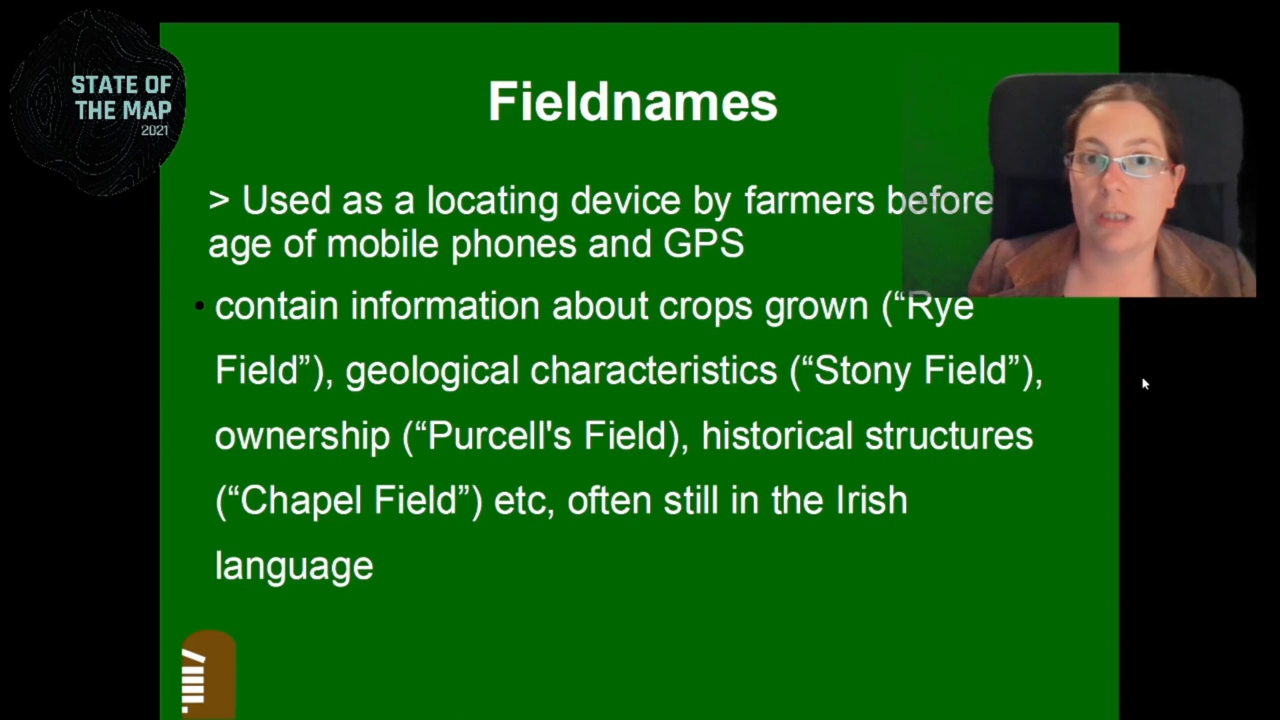 STATE OF
THE MAP
2021
Fieldnames
> Used as a locating device by farmers before
age of mobile phones and GPS
• contain information about crops grown (“Rye
Field”), geological characteristics (“Stony Field”),
ownership (“Purcell's Field), historical structures
(“Chapel Field”) etc, often still in the Irish
language